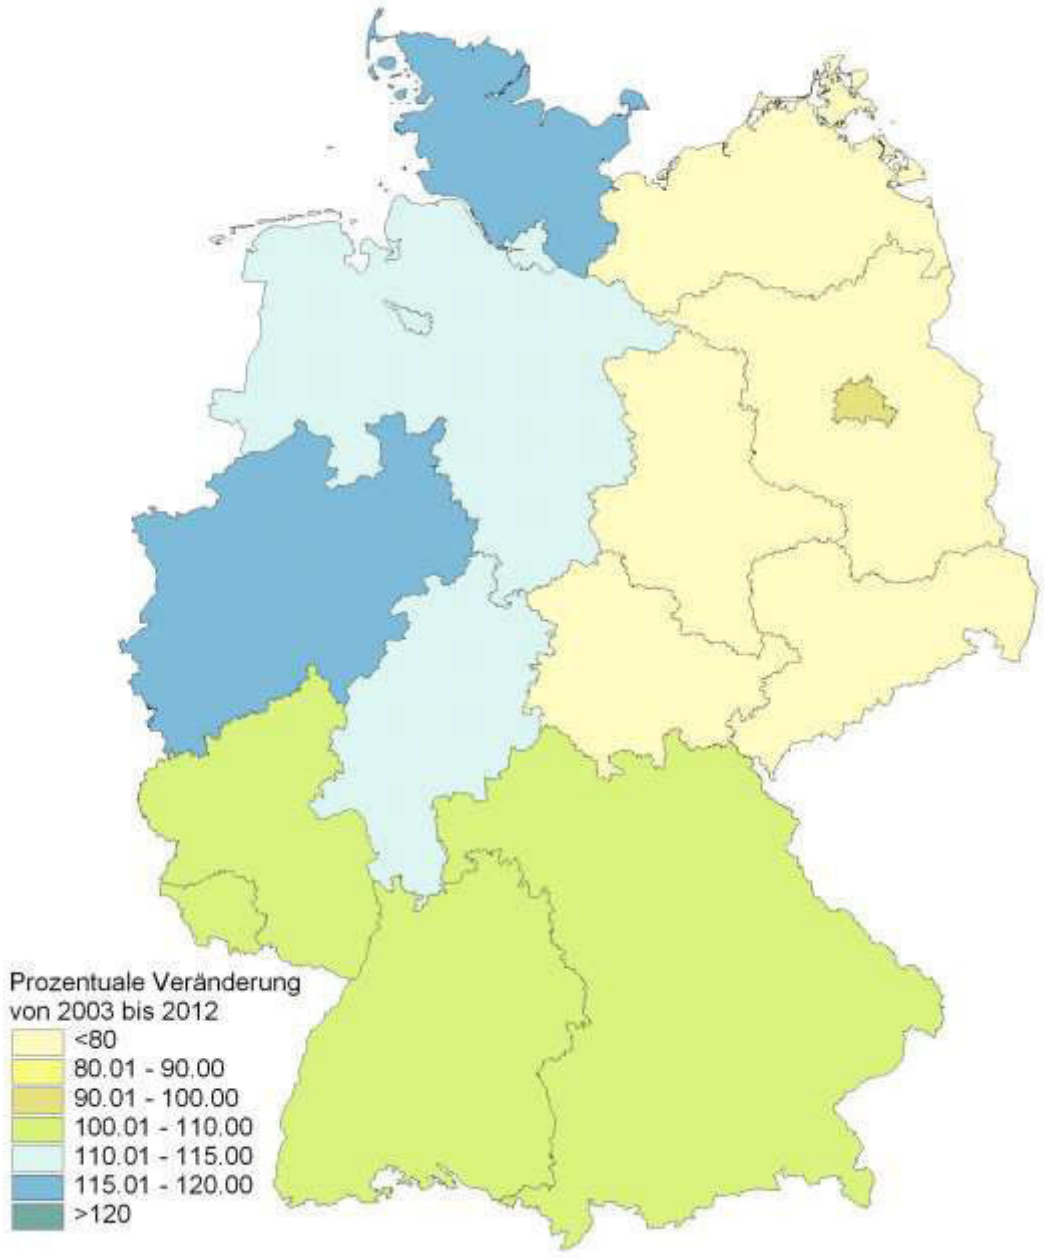 Prozentuale Veränderung
von 2003 bis 2012
<80
80.01 - 90.00
90.01 - 100.00
100.01 - 110.00
110.01 - 115.00
115.01 - 120.00
>120